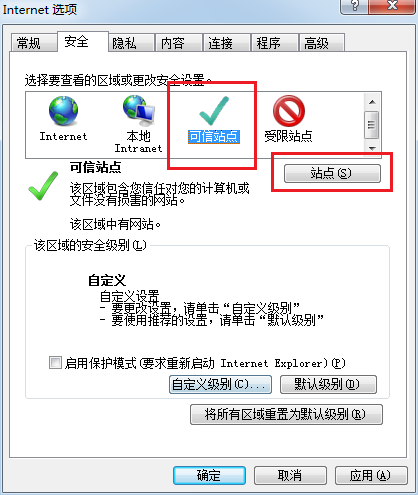 Internet 选项
常规 安全 隐私 内容 连接 程序 高级
选择要查看的区域或更改安全设置。
Internet 本地 Intranet 可信站点 受限站点
可信站点
站点(S)
该区域包含您信任对您的计算机或
文件没有损害的网站。
该区域中有网站。
该区域的安全级别(L)
自定义
自定义设置
- 要更改设置，请单击“自定义级别”
- 要使用推荐的设置，请单击“默认级别”
启用保护模式(要求重新启动 Internet Explorer)(P)
自定义级别(C)... 默认级别(D)
将所有区域重置为默认级别(R)
确定 取消 应用(A)